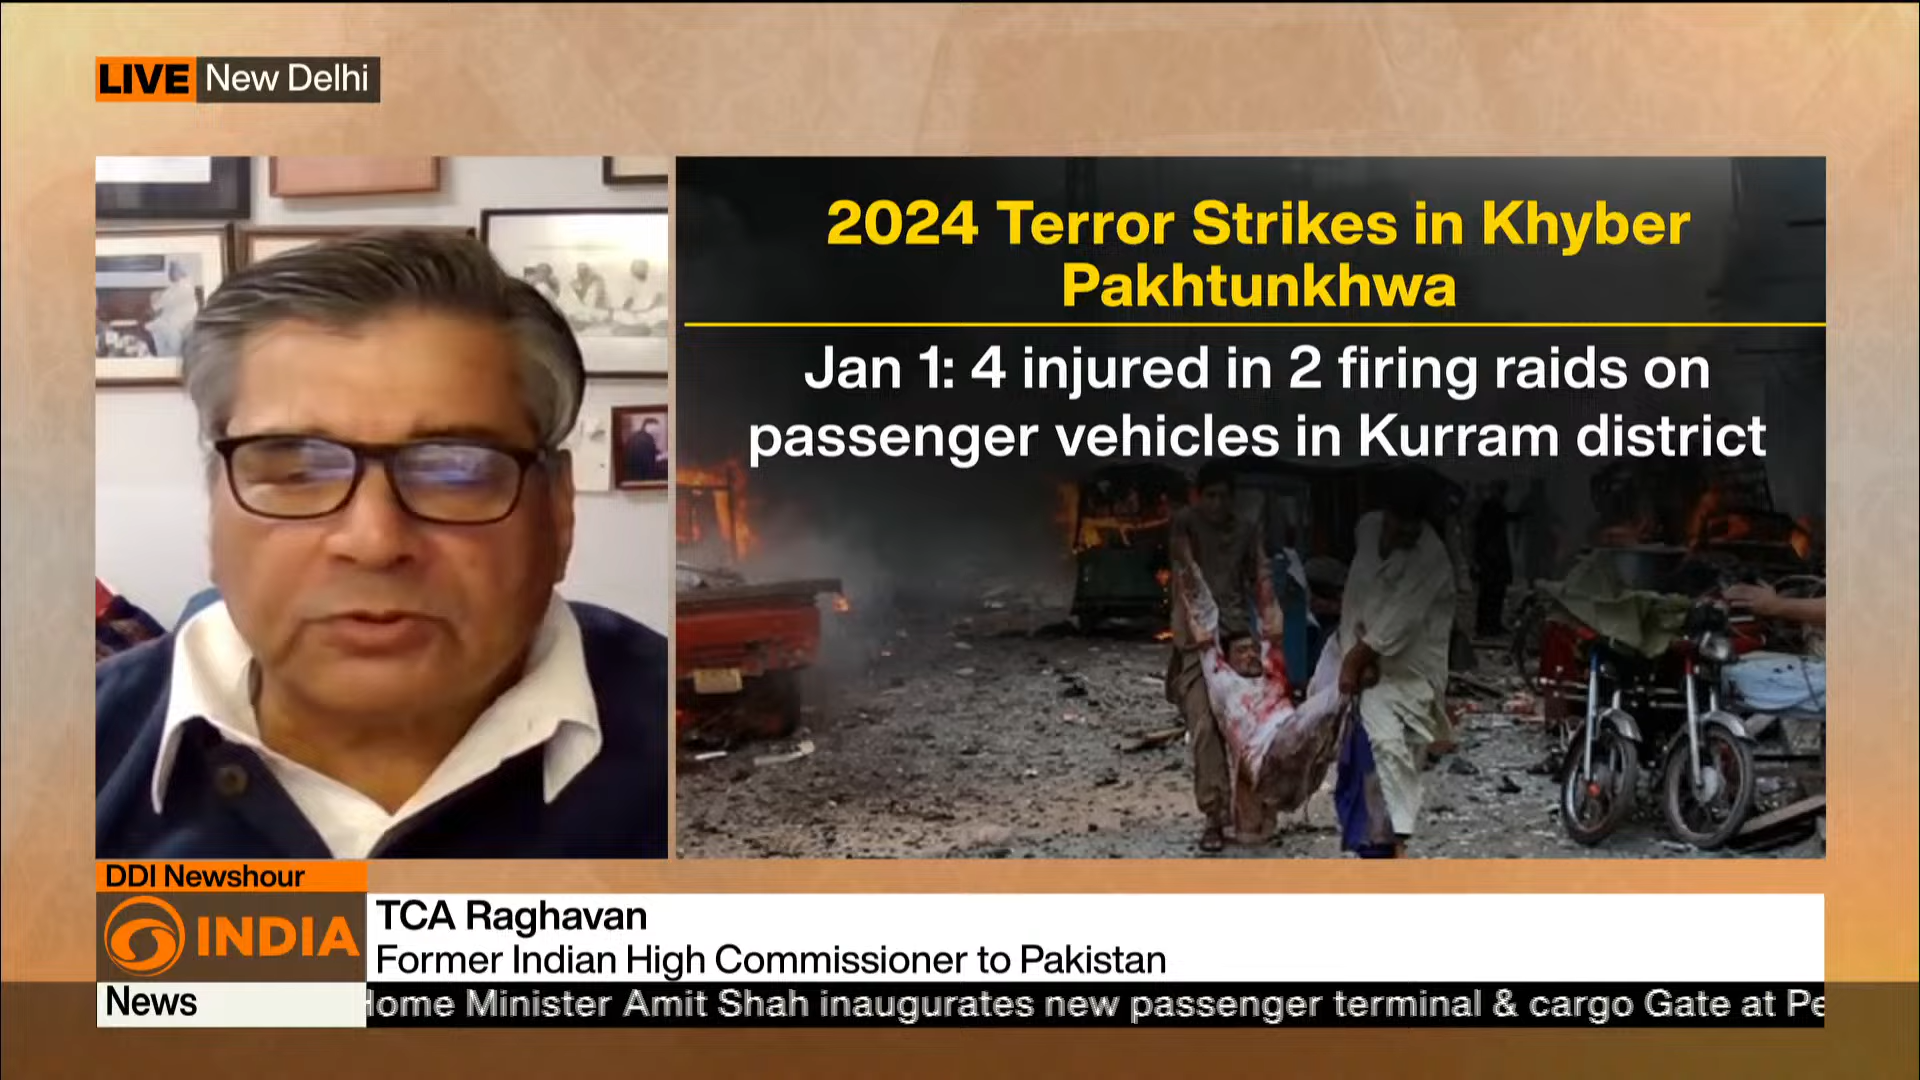 LIVE New Delhi
2024 Terror Strikes in Khyber
Pakhtunkhwa
Jan 1: 4 injured in 2 firing raids on
passenger vehicles in Kurram district
DDI Newshour
INDIA
TCA Raghavan
Former Indian High Commissioner to Pakistan
News
Home Minister Amit Shah inaugurates new passenger terminal & cargo Gate at